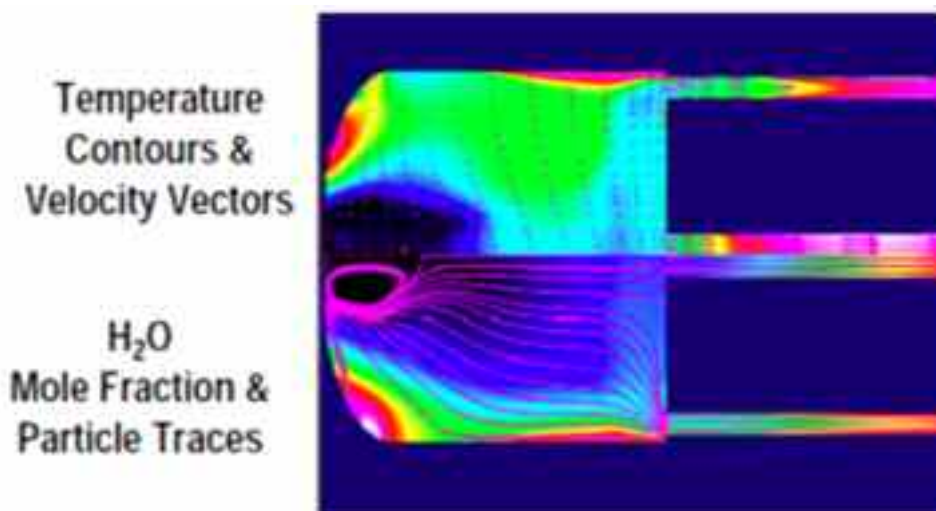 Temperature
Contours &
Velocity Vectors
H₂O
Mole Fraction &
Particle Traces